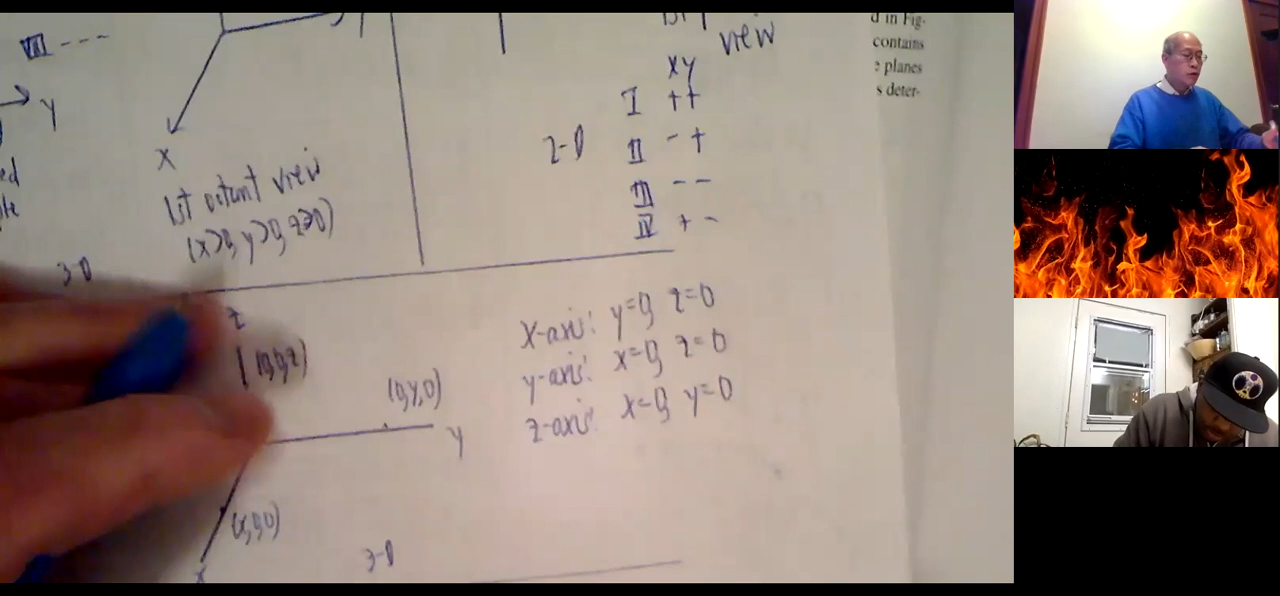 VIII - - -
Y
X
1st octant view
(x>0, y>0, z>0)
3-D
view
xy
I ++
2-D II - +
III - -
IV + -
d in Fig-
contains
e planes
s deter-
z
(0,0,z)
(0,y,0)
y
(x,0,0)
x
3-D
x-axis: y=0, z=0
y-axis: x=0, z=0
z-axis: x=0, y=0